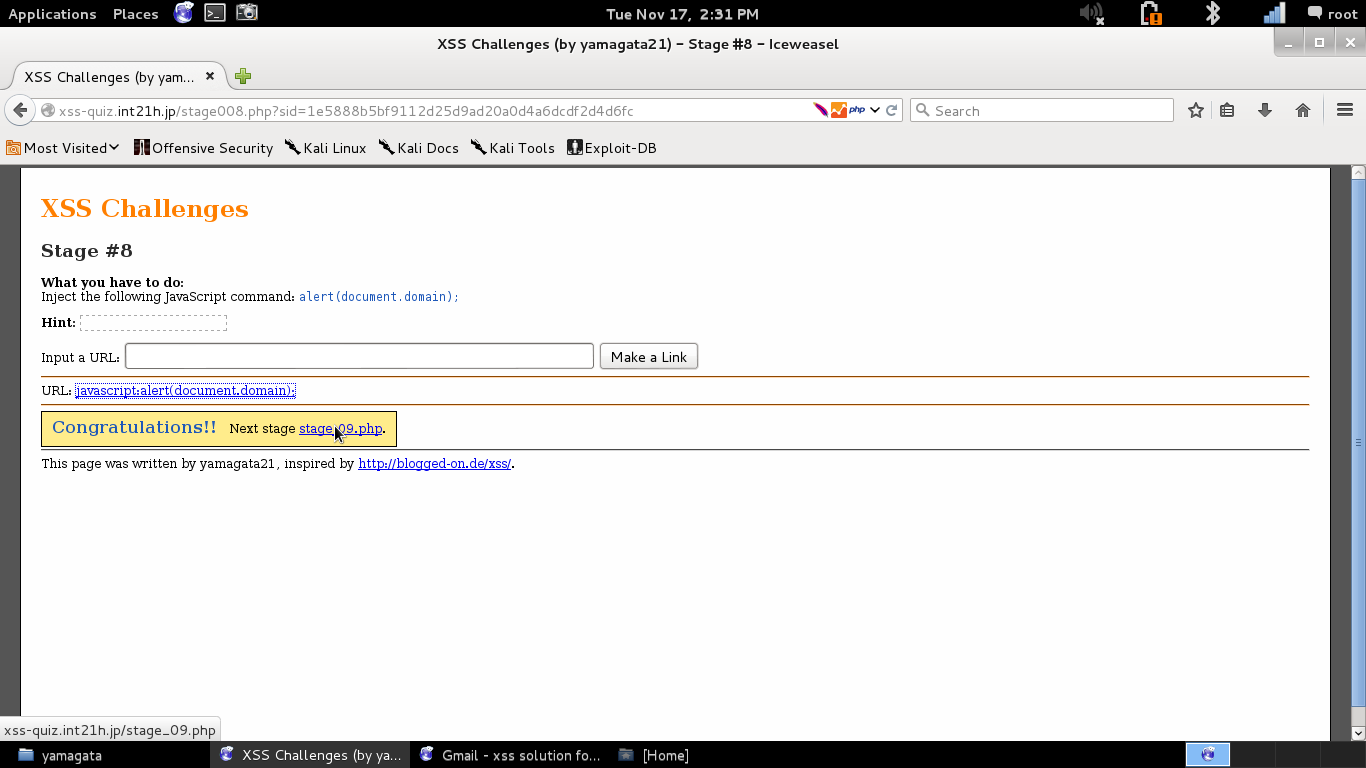 Applications Places Tue Nov 17, 2:31 PM root
XSS Challenges (by yamagata21) - Stage #8 - Iceweasel
XSS Challenges (by yam...
xss-quiz.int21h.jp/stage008.php?sid=1e5888b5bf9112d25d9ad20a0d4a6dcdf2d4d6fc php Search
Most Visited Offensive Security Kali Linux Kali Docs Kali Tools Exploit-DB
XSS Challenges
Stage #8
What you have to do:
Inject the following JavaScript command: alert(document.domain);
Hint:
Input a URL: Make a Link
URL: javascript:alert(document.domain);
Congratulations!! Next stage stage_09.php.
This page was written by yamagata21, inspired by http://blogged-on.de/xss/.
xss-quiz.int21h.jp/stage_09.php
yamagata XSS Challenges (by ya... Gmail - xss solution fo... [Home]